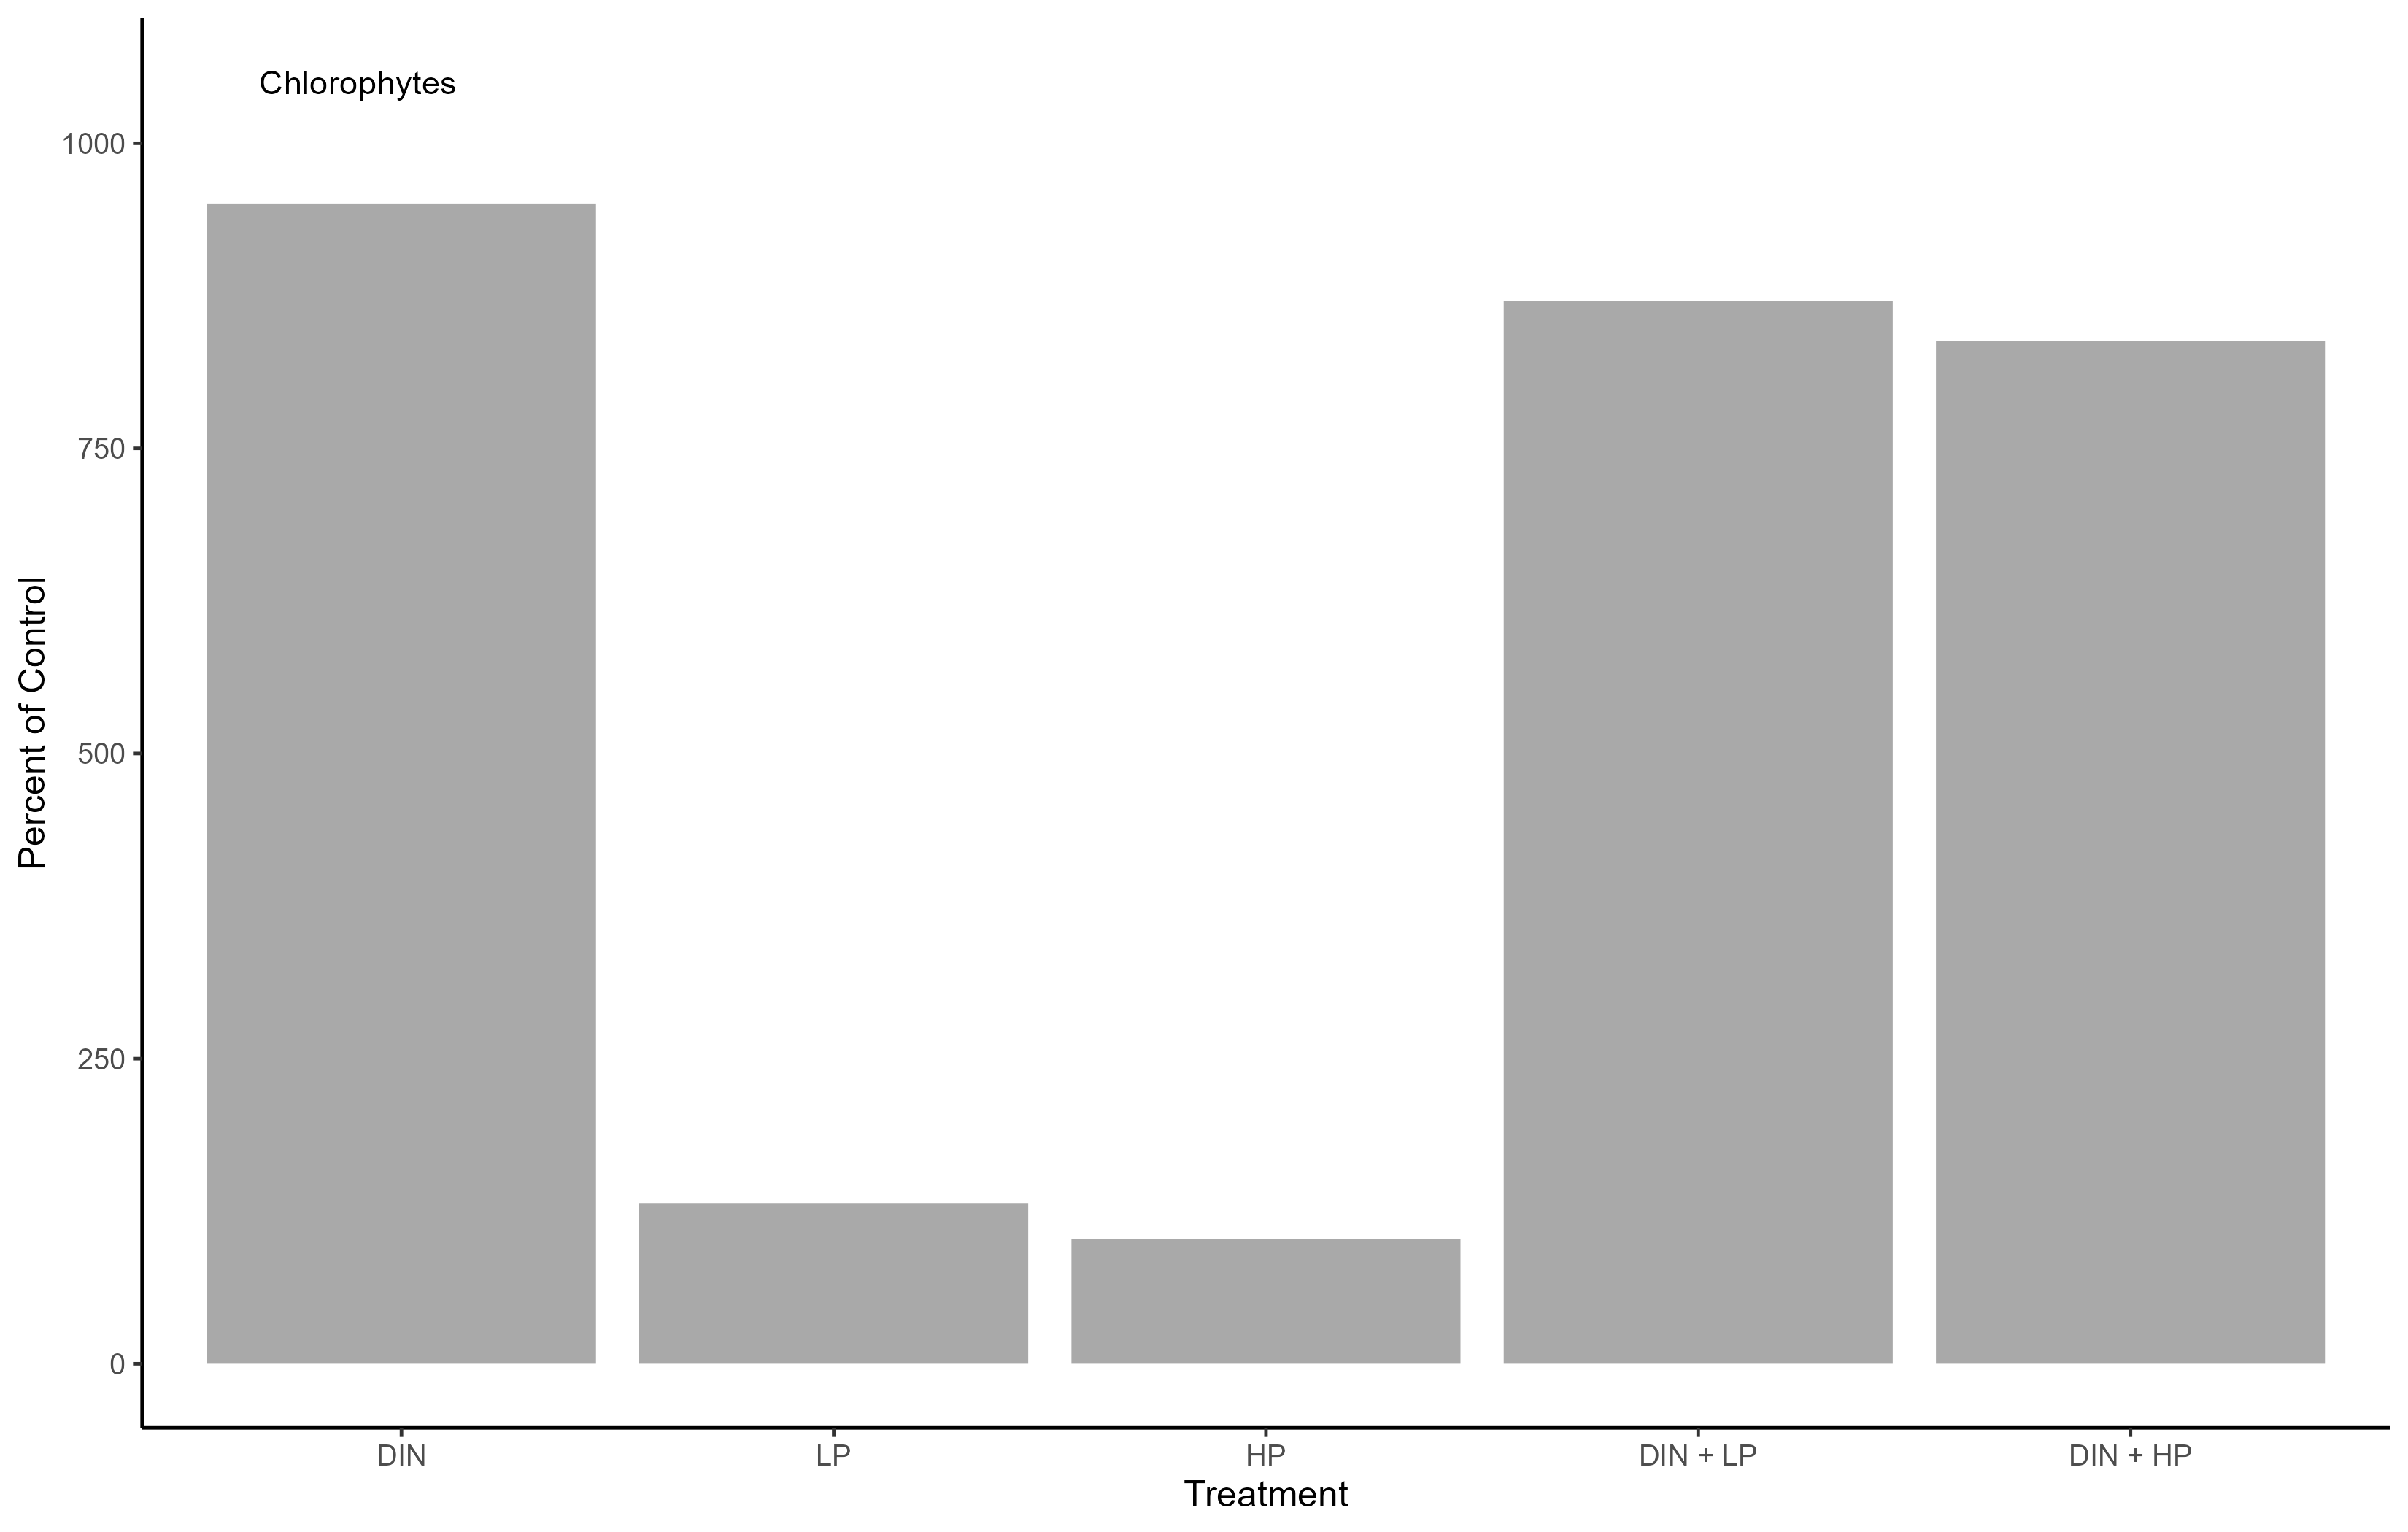 Chlorophytes
1000
750
500
250
0
Percent of Control
DIN LP HP DIN + LP DIN + HP
Treatment